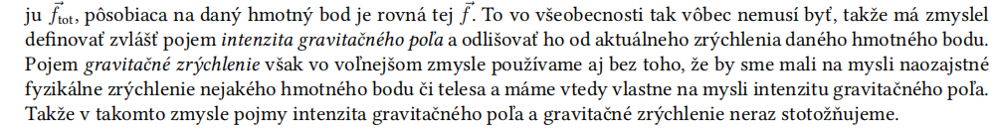 ju f⃗tot, pôsobiaca na daný hmotný bod je rovná tej f⃗. To vo všeobecnosti tak vôbec nemusí byť, takže má zmyslel
definovať zvlášť pojem intenzita gravitačného poľa a odlišovať ho od aktuálneho zrýchlenia daného hmotného bodu.
Pojem gravitačné zrýchlenie však vo voľnejšom zmysle používame aj bez toho, že by sme mali na mysli naozajstné
fyzikálne zrýchlenie nejakého hmotného bodu či telesa a máme vtedy vlastne na mysli intenzitu gravitačného poľa.
Takže v takomto zmysle pojmy intenzita gravitačného poľa a gravitačné zrýchlenie neraz stotožňujeme.